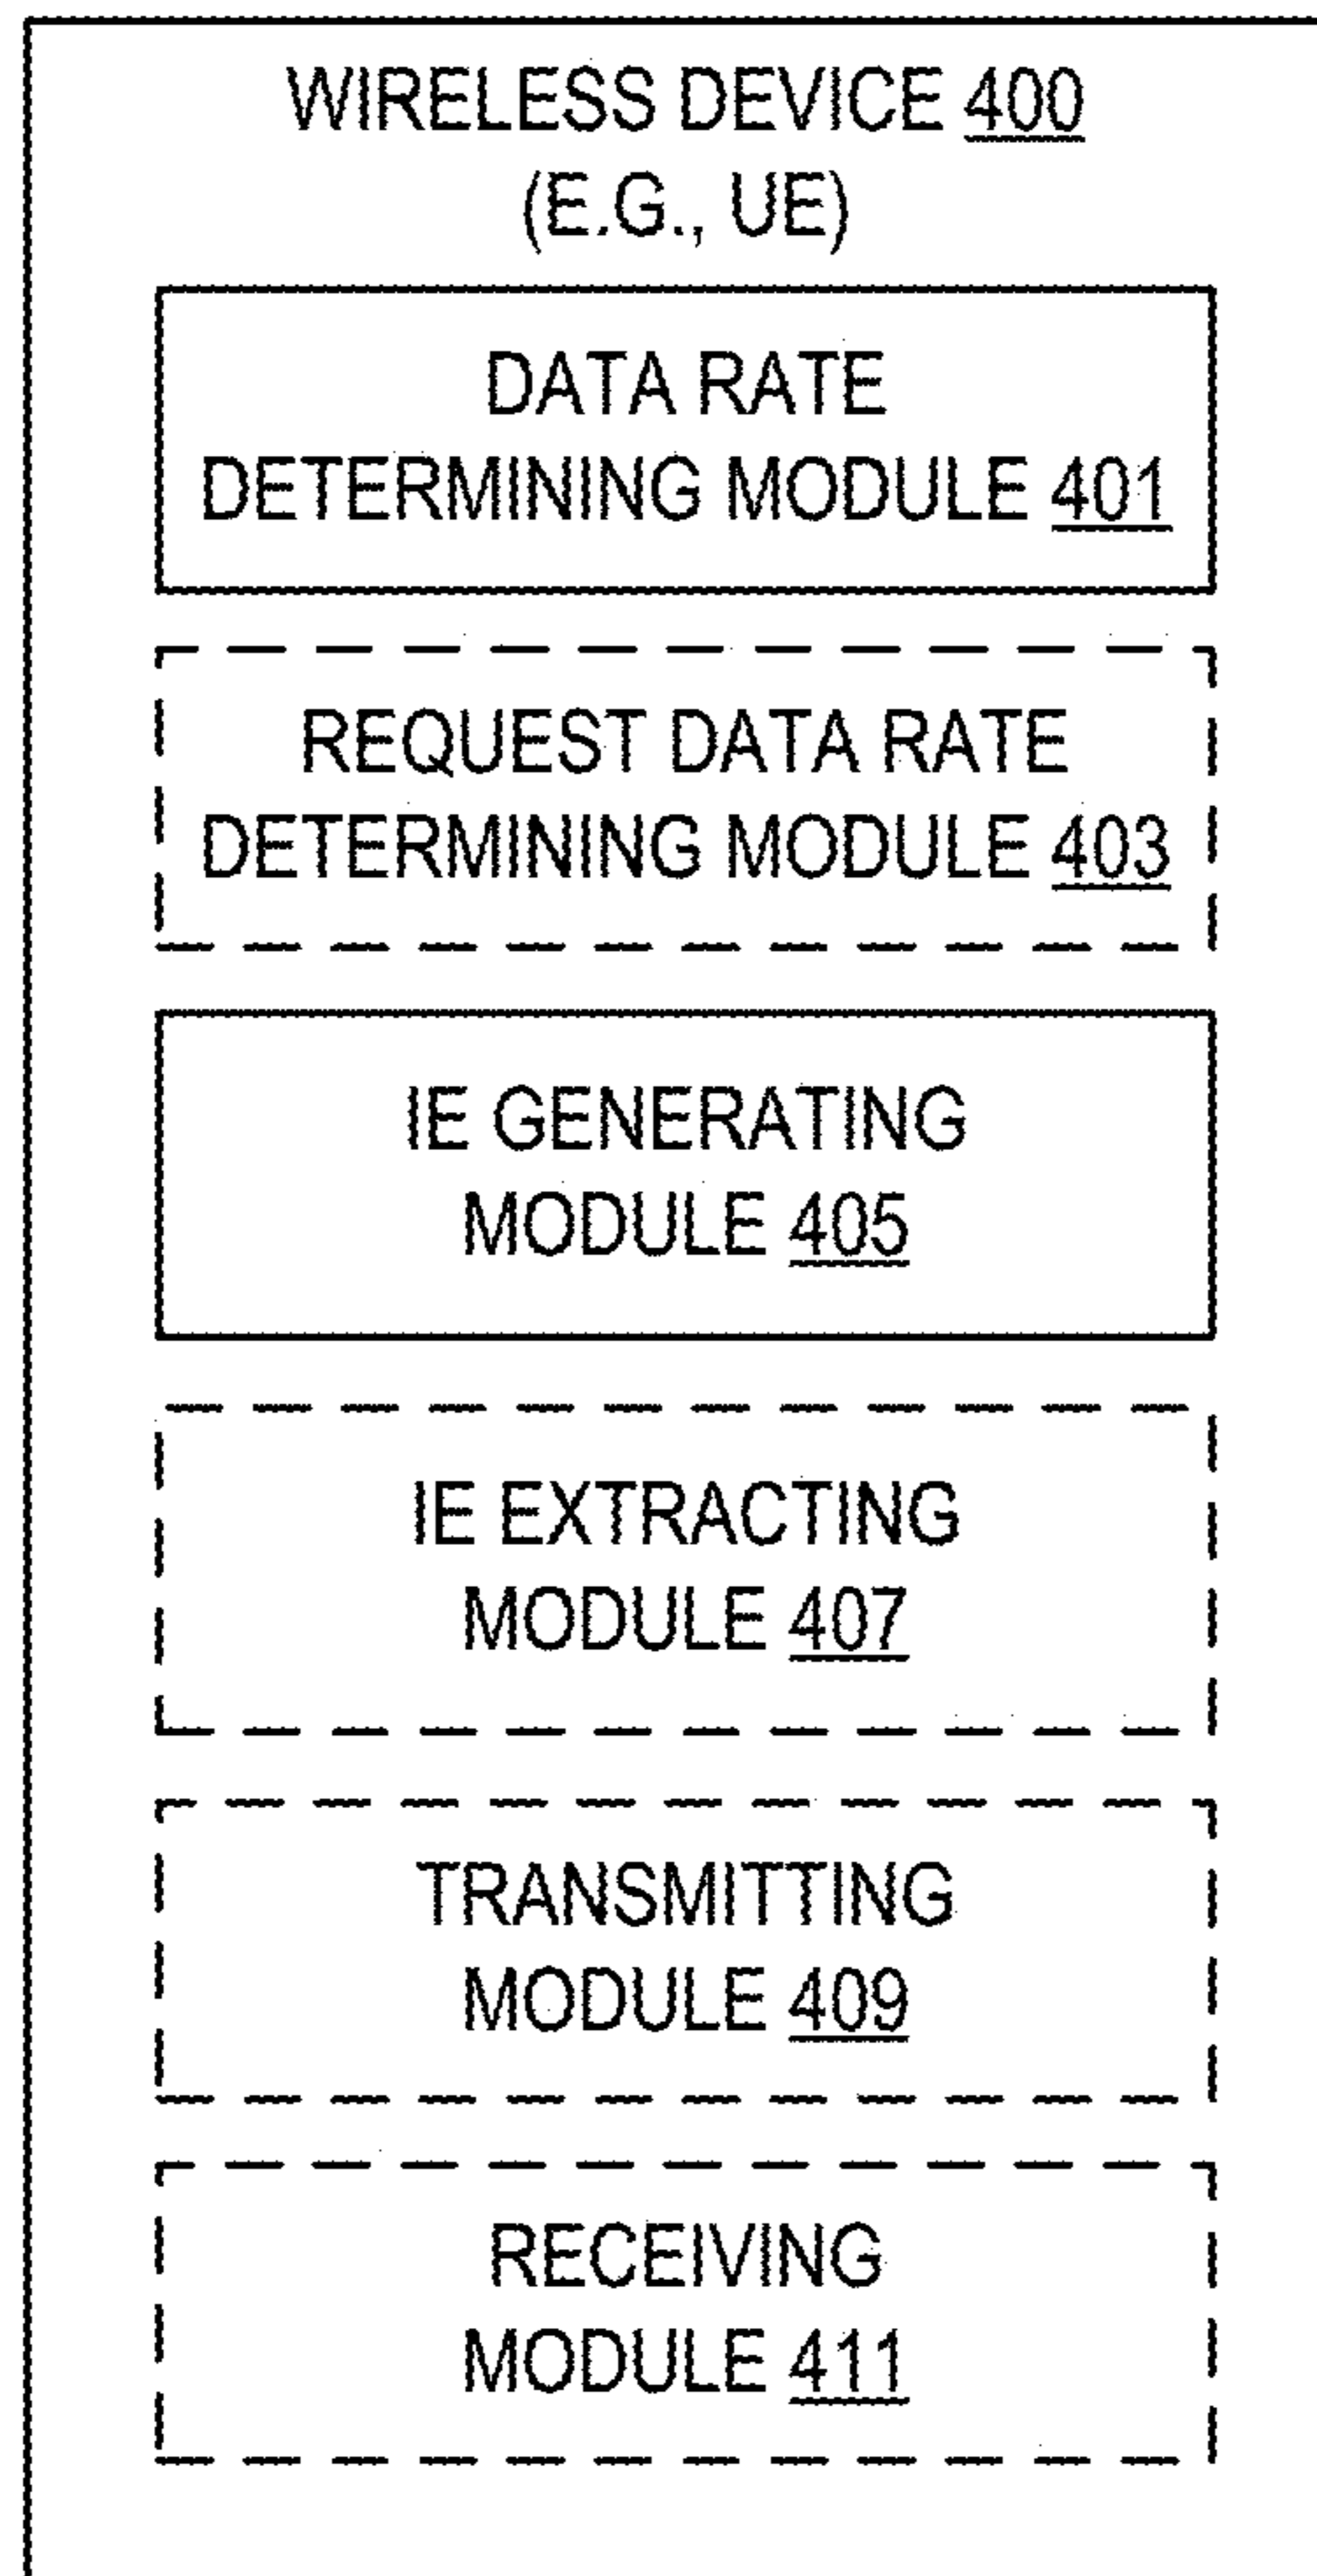 WIRELESS DEVICE 400
(E.G., UE)
DATA RATE
DETERMINING MODULE 401
REQUEST DATA RATE
DETERMINING MODULE 403
IE GENERATING
MODULE 405
IE EXTRACTING
MODULE 407
TRANSMITTING
MODULE 409
RECEIVING
MODULE 411